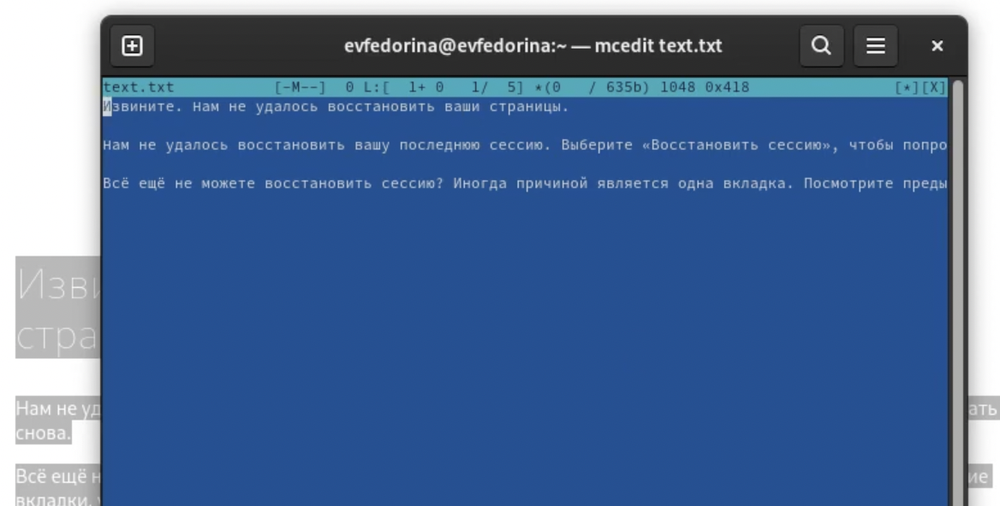 evfedorina@evfedorina:~ — mcedit text.txt
text.txt [-M--] 0 L:[ 1+ 0 1/ 5] *(0 / 635b) 1048 0x418 [*][X]
Извините. Нам не удалось восстановить ваши страницы.
Нам не удалось восстановить вашу последнюю сессию. Выберите «Восстановить сессию», чтобы попро
Всё ещё не можете восстановить сессию? Иногда причиной является одна вкладка. Посмотрите преды
Изви
стра
Нам не уд ать
снова.
Всё ещё н ие
вкладки,